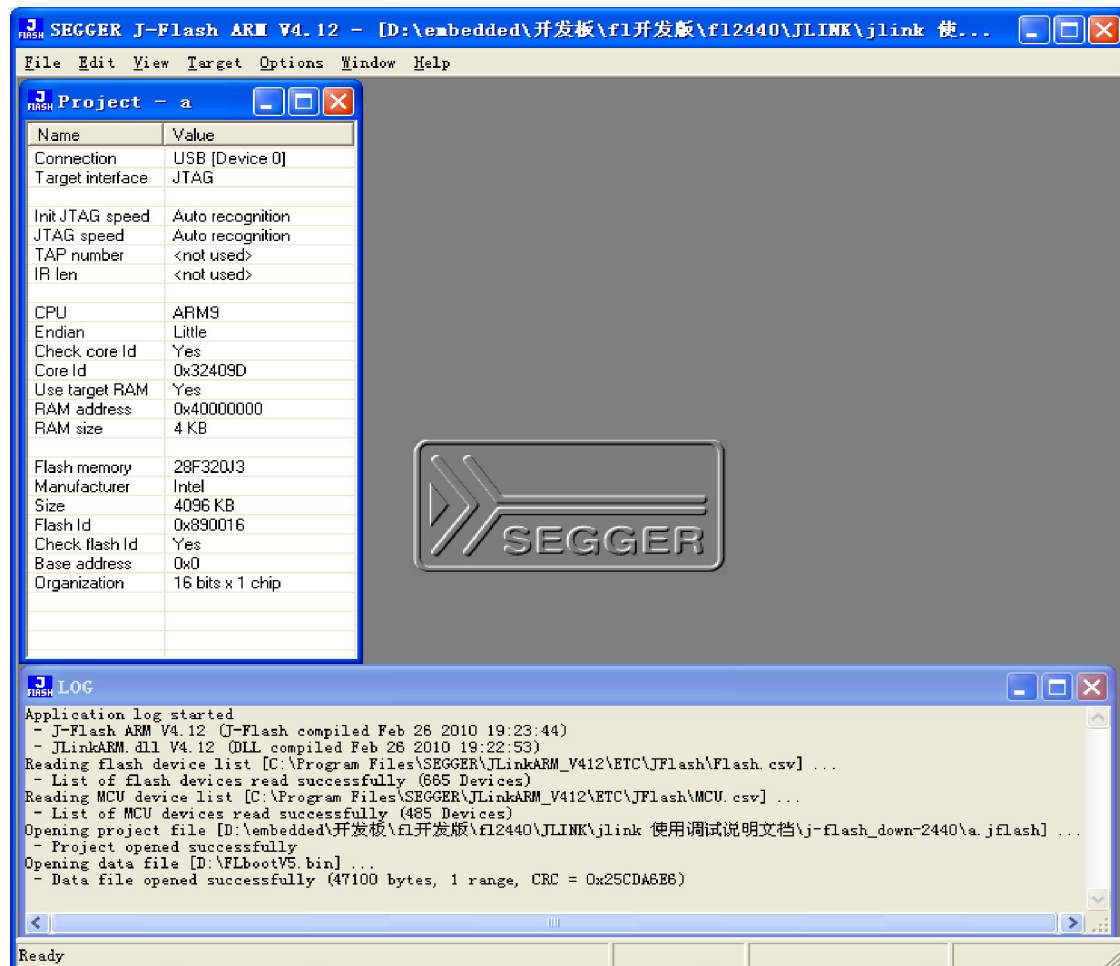 SEGGER J-Flash ARM V4.12 - [D:\embedded\开发板\fl开发版\fl2440\JLINK\jlink 使...
File Edit View Target Options Window Help
Project - a
Name Value
Connection USB [Device 0]
Target interface JTAG
Init JTAG speed Auto recognition
JTAG speed Auto recognition
TAP number <not used>
IR len <not used>
CPU ARM9
Endian Little
Check core Id Yes
Core Id 0x32409D
Use target RAM Yes
RAM address 0x40000000
RAM size 4 KB
Flash memory 28F320J3
Manufacturer Intel
Size 4096 KB
Flash Id 0x890016
Check flash Id Yes
Base address 0x0
Organization 16 bits x 1 chip
SEGGER
LOG
Application log started
- J-Flash ARM V4.12 (J-Flash compiled Feb 26 2010 19:23:44)
- JLinkARM.dll V4.12 (DLL compiled Feb 26 2010 19:22:53)
Reading flash device list [C:\Program Files\SEGGER\JLinkARM_V412\ETC\JFlash\Flash.csv] ...
- List of flash devices read successfully (665 Devices)
Reading MCU device list [C:\Program Files\SEGGER\JLinkARM_V412\ETC\JFlash\MCU.csv] ...
- List of MCU devices read successfully (485 Devices)
Opening project file [D:\embedded\开发板\fl开发版\fl2440\JLINK\jlink 使用调试说明文档\j-flash_down-2440\a.jflash] ...
- Project opened successfully
Opening data file [D:\FLbootV5.bin] ...
- Data file opened successfully (47100 bytes, 1 range, CRC = 0x25CDA6E6)
Ready